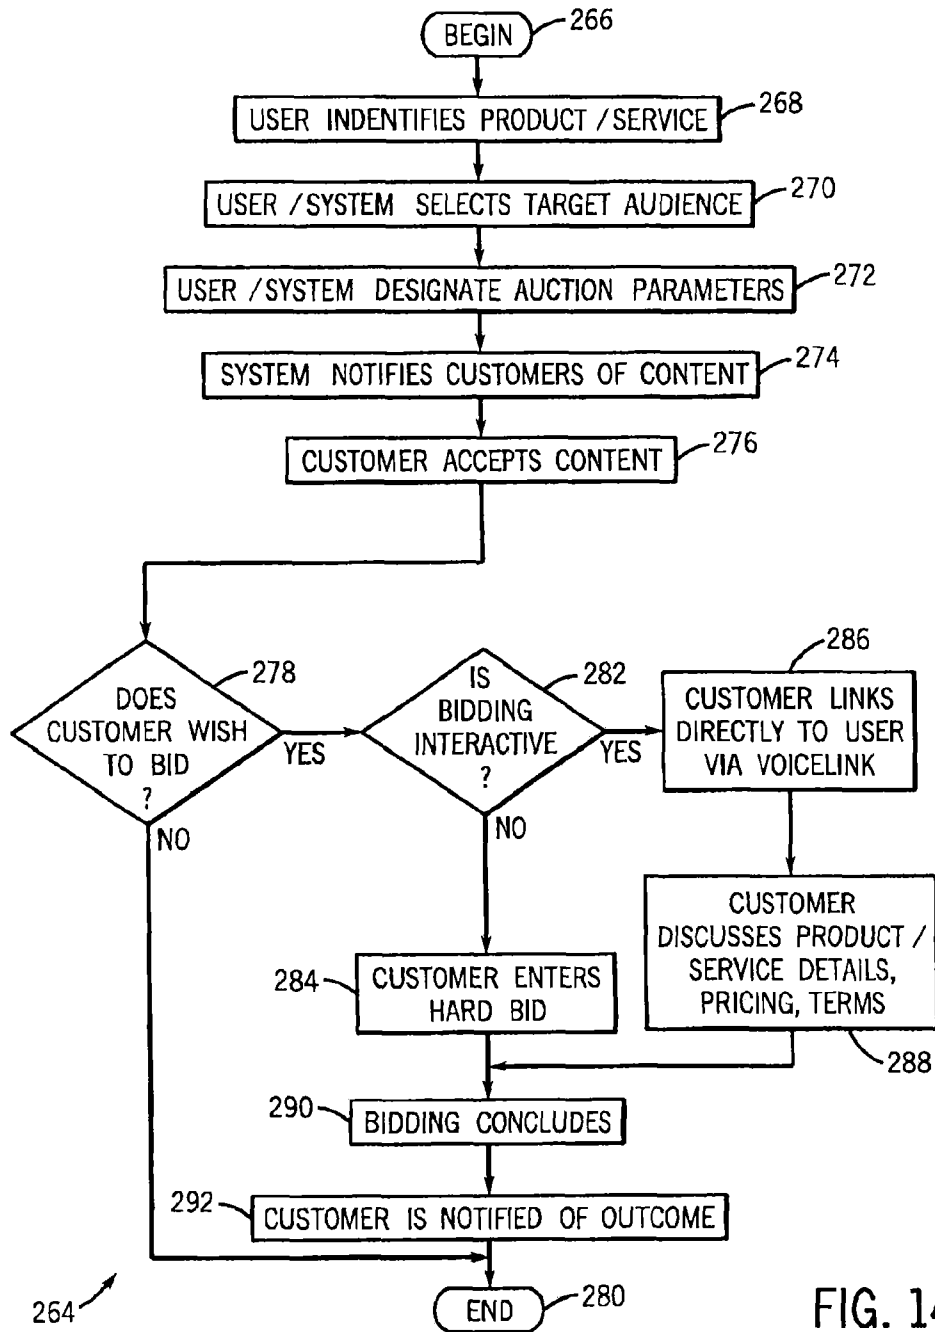 BEGIN
266
USER INDENTIFIES PRODUCT / SERVICE
268
USER / SYSTEM SELECTS TARGET AUDIENCE
270
USER / SYSTEM DESIGNATE AUCTION PARAMETERS
272
SYSTEM NOTIFIES CUSTOMERS OF CONTENT
274
CUSTOMER ACCEPTS CONTENT
276
DOES
CUSTOMER WISH
TO BID
?
278
YES
NO
IS
BIDDING
INTERACTIVE
?
282
YES
NO
286
CUSTOMER LINKS
DIRECTLY TO USER
VIA VOICELINK
CUSTOMER
DISCUSSES PRODUCT /
SERVICE DETAILS,
PRICING, TERMS
288
284
CUSTOMER ENTERS
HARD BID
290
BIDDING CONCLUDES
292
CUSTOMER IS NOTIFIED OF OUTCOME
END
280
264
FIG. 14